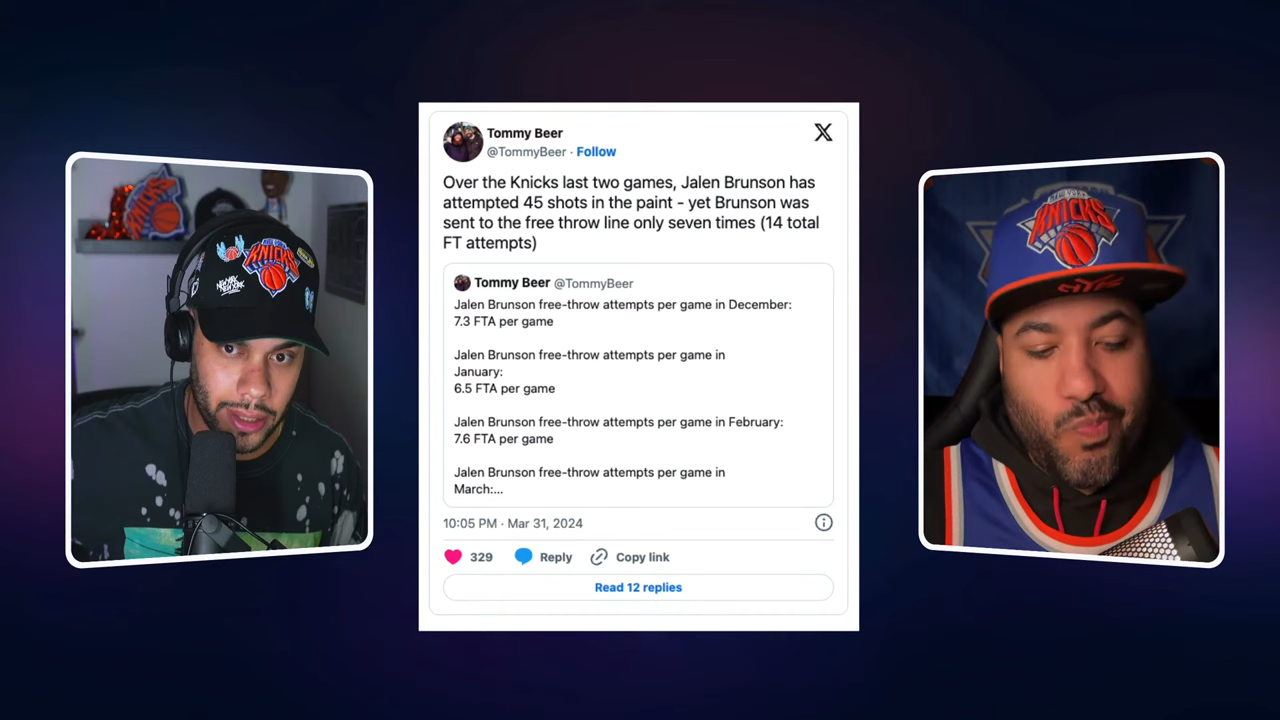 Tommy Beer
@TommyBeer · Follow
Over the Knicks last two games, Jalen Brunson has
attempted 45 shots in the paint - yet Brunson was
sent to the free throw line only seven times (14 total
FT attempts)
Tommy Beer @TommyBeer
Jalen Brunson free-throw attempts per game in December:
7.3 FTA per game
Jalen Brunson free-throw attempts per game in
January:
6.5 FTA per game
Jalen Brunson free-throw attempts per game in February:
7.6 FTA per game
Jalen Brunson free-throw attempts per game in
March:...
10:05 PM · Mar 31, 2024
329 Reply Copy link
Read 12 replies
KNICKS
KNICKS
NEW YORK
KNICKS